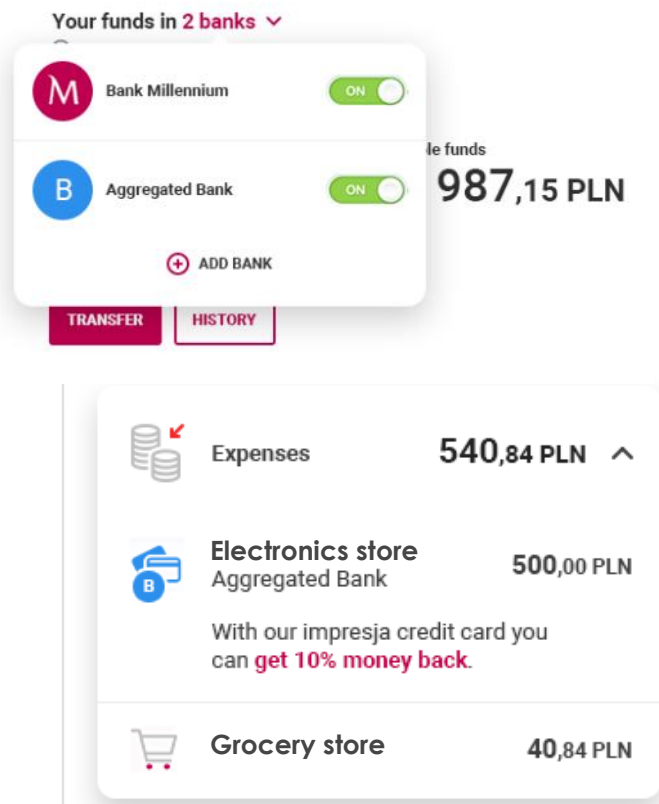 Your funds in 2 banks
M Bank Millennium ON
le funds
B Aggregated Bank ON
987,15 PLN
ADD BANK
TRANSFER HISTORY
Expenses 540,84 PLN
Electronics store
Aggregated Bank 500,00 PLN
B
With our impresja credit card you
can get 10% money back.
Grocery store 40,84 PLN